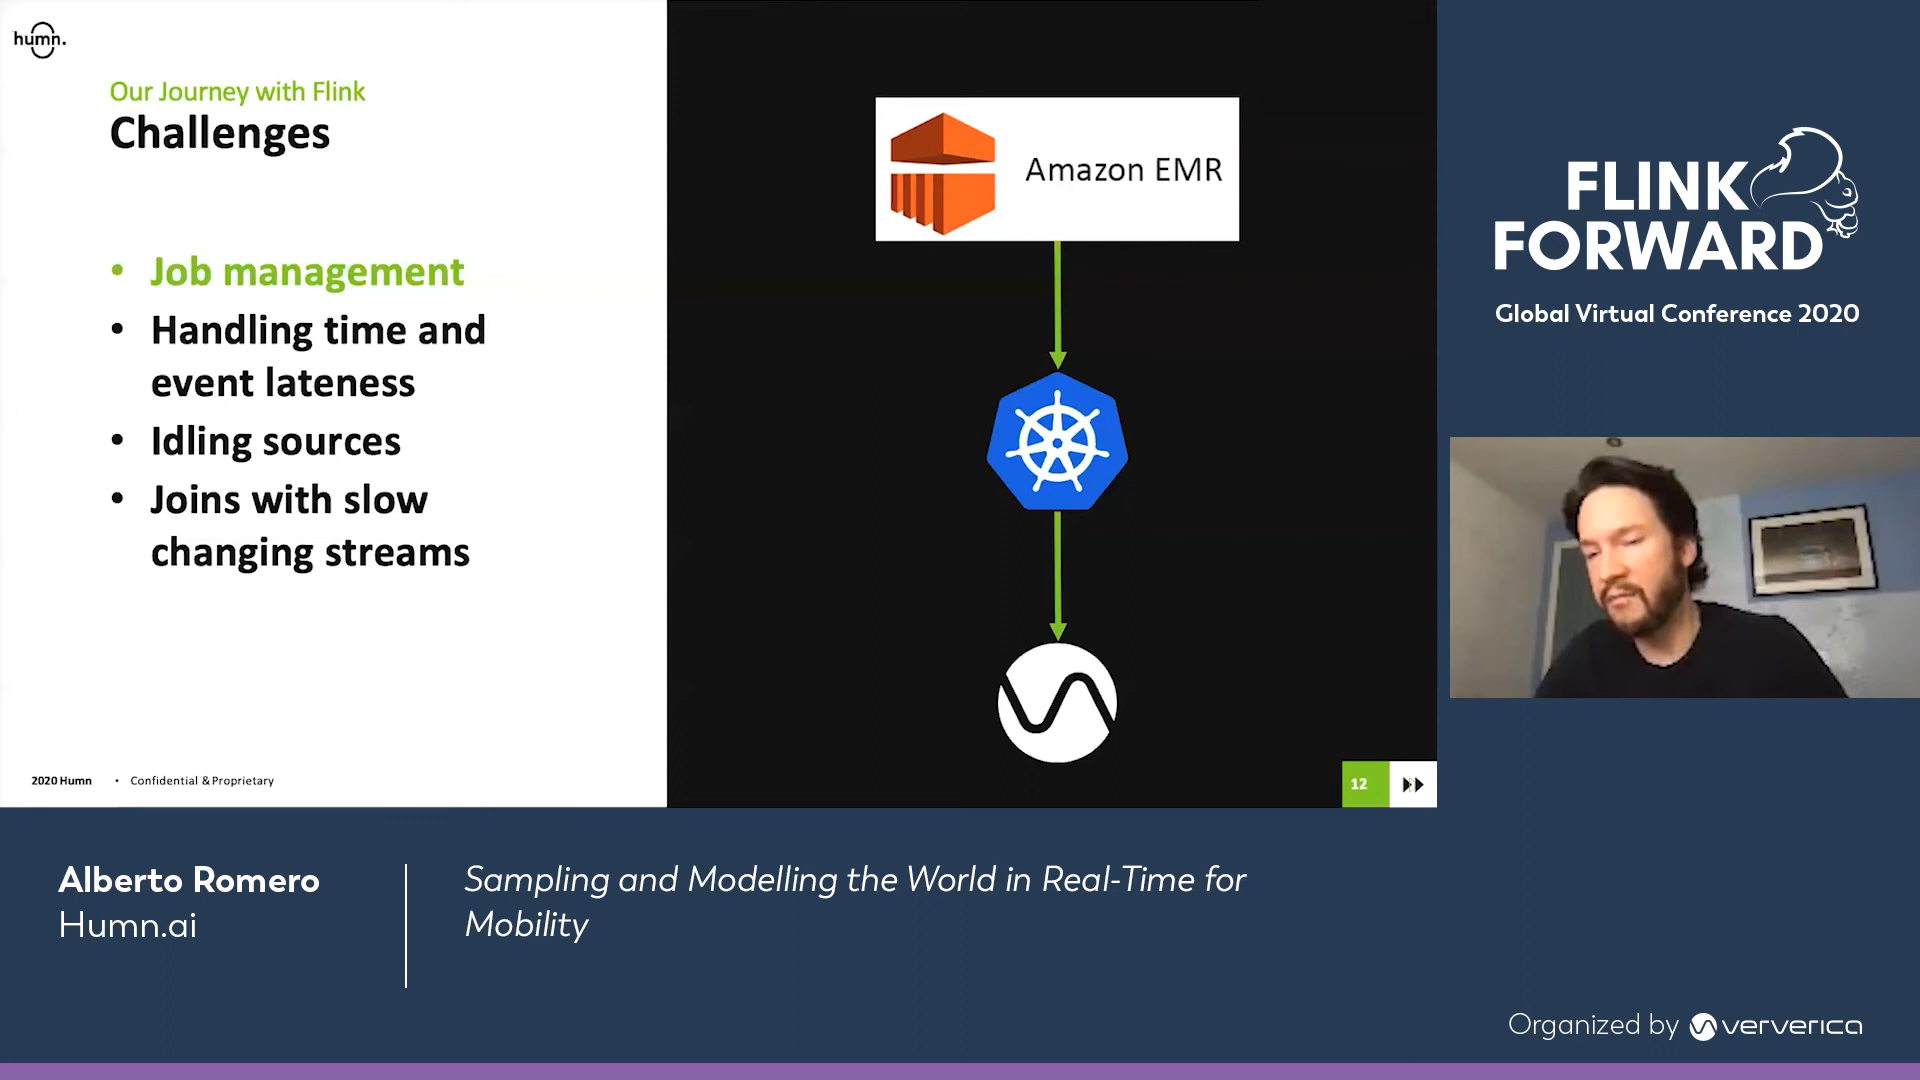 humn.
Our Journey with Flink
Challenges
• Job management
• Handling time and
event lateness
• Idling sources
• Joins with slow
changing streams
2020 Humn • Confidential & Proprietary
Amazon EMR
12
FLINK
FORWARD
Global Virtual Conference 2020
Alberto Romero
Humn.ai
Sampling and Modelling the World in Real-Time for
Mobility
Organized by ververica